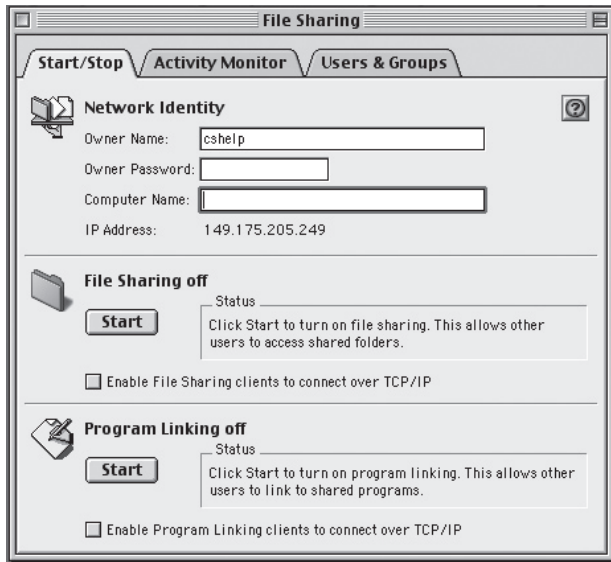 File Sharing
Start/Stop Activity Monitor Users & Groups
Network Identity
Owner Name: cshelp
Owner Password:
Computer Name:
IP Address: 149.175.205.249
File Sharing off
Status
Start
Click Start to turn on file sharing. This allows other
users to access shared folders.
Enable File Sharing clients to connect over TCP/IP
Program Linking off
Status
Start
Click Start to turn on program linking. This allows other
users to link to shared programs.
Enable Program Linking clients to connect over TCP/IP